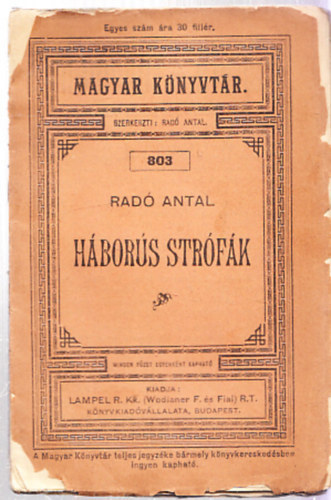 Egyes szám ára 30 fillér.
MAGYAR KÖNYVTÁR.
SZERKESZTI: RADÓ ANTAL.
803
RADÓ ANTAL
HÁBORÚS STRÓFÁK
MINDEN FÜZET EGYENKÉNT KAPHATÓ
KIADJA:
LAMPEL R. KK. (Wodianer F. és Fiai) R.T.
KÖNYVKIADÓVÁLLALATA, BUDAPEST.
A Magyar Könyvtár teljes jegyzéke bármely könyvkereskedésben
ingyen kapható.